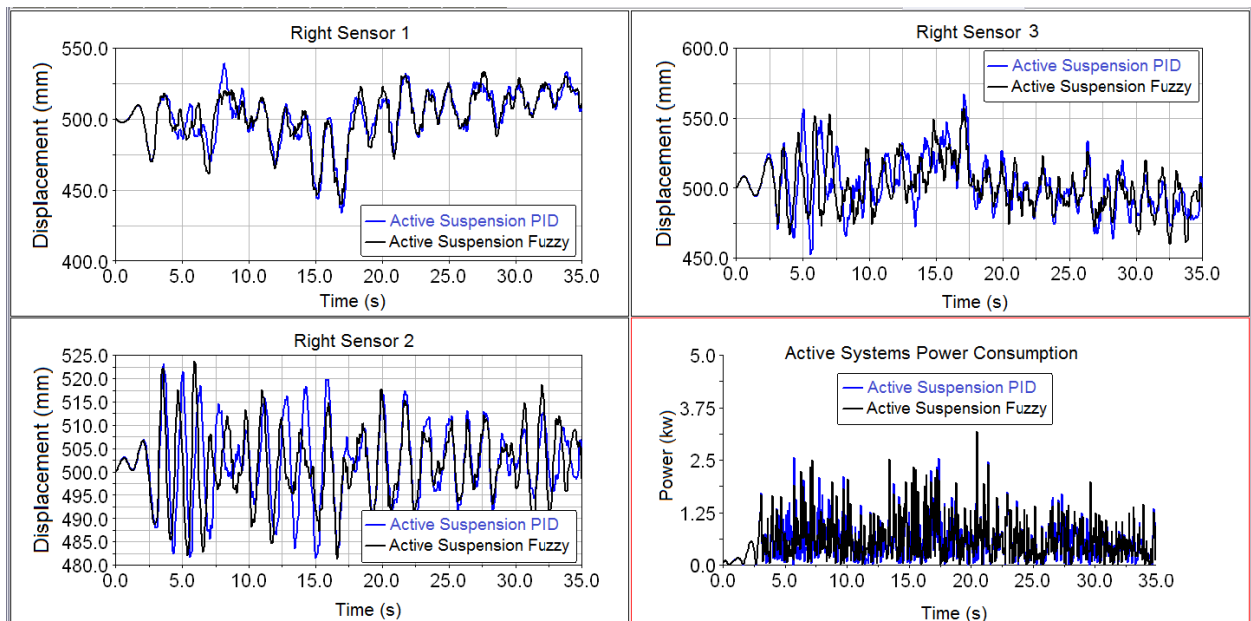 Right Sensor 1
550.0
500.0
450.0
400.0
Displacement (mm)
Active Suspension PID
Active Suspension Fuzzy
0.0 5.0 10.0 15.0 20.0 25.0 30.0 35.0
Time (s)
Right Sensor 3
600.0
550.0
500.0
450.0
Displacement (mm)
Active Suspension PID
Active Suspension Fuzzy
0.0 5.0 10.0 15.0 20.0 25.0 30.0 35.0
Time (s)
Right Sensor 2
525.0
520.0
515.0
510.0
505.0
500.0
495.0
490.0
485.0
480.0
Displacement (mm)
Active Suspension PID
Active Suspension Fuzzy
0.0 5.0 10.0 15.0 20.0 25.0 30.0 35.0
Time (s)
Active Systems Power Consumption
5.0
3.75
2.5
1.25
0.0
Power (kw)
Active Suspension PID
Active Suspension Fuzzy
0.0 5.0 10.0 15.0 20.0 25.0 30.0 35.0
Time (s)